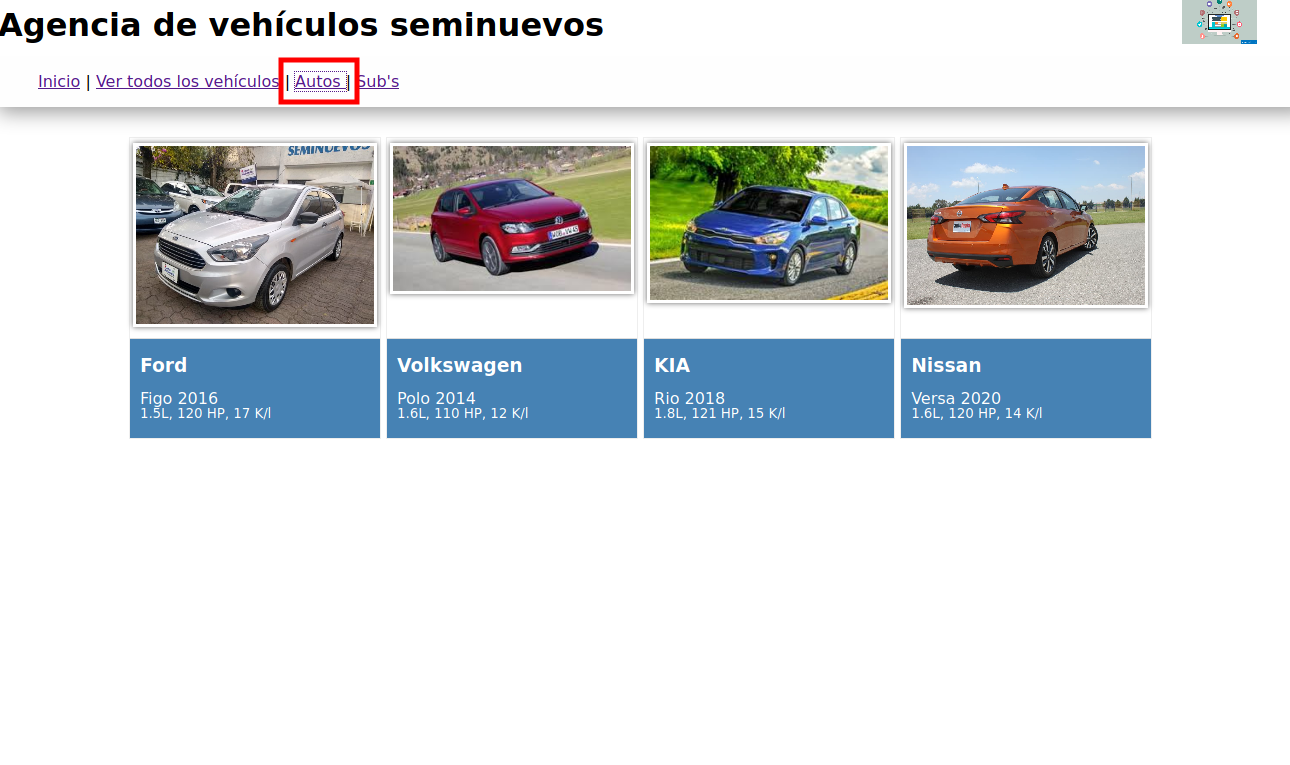 Agencia de vehículos seminuevos
Inicio | Ver todos los vehículos | Autos | Sub's
SEMINUEVOS
Ford
Figo 2016
1.5L, 120 HP, 17 K/l
Volkswagen
Polo 2014
1.6L, 110 HP, 12 K/l
KIA
Rio 2018
1.8L, 121 HP, 15 K/l
Nissan
Versa 2020
1.6L, 120 HP, 14 K/l